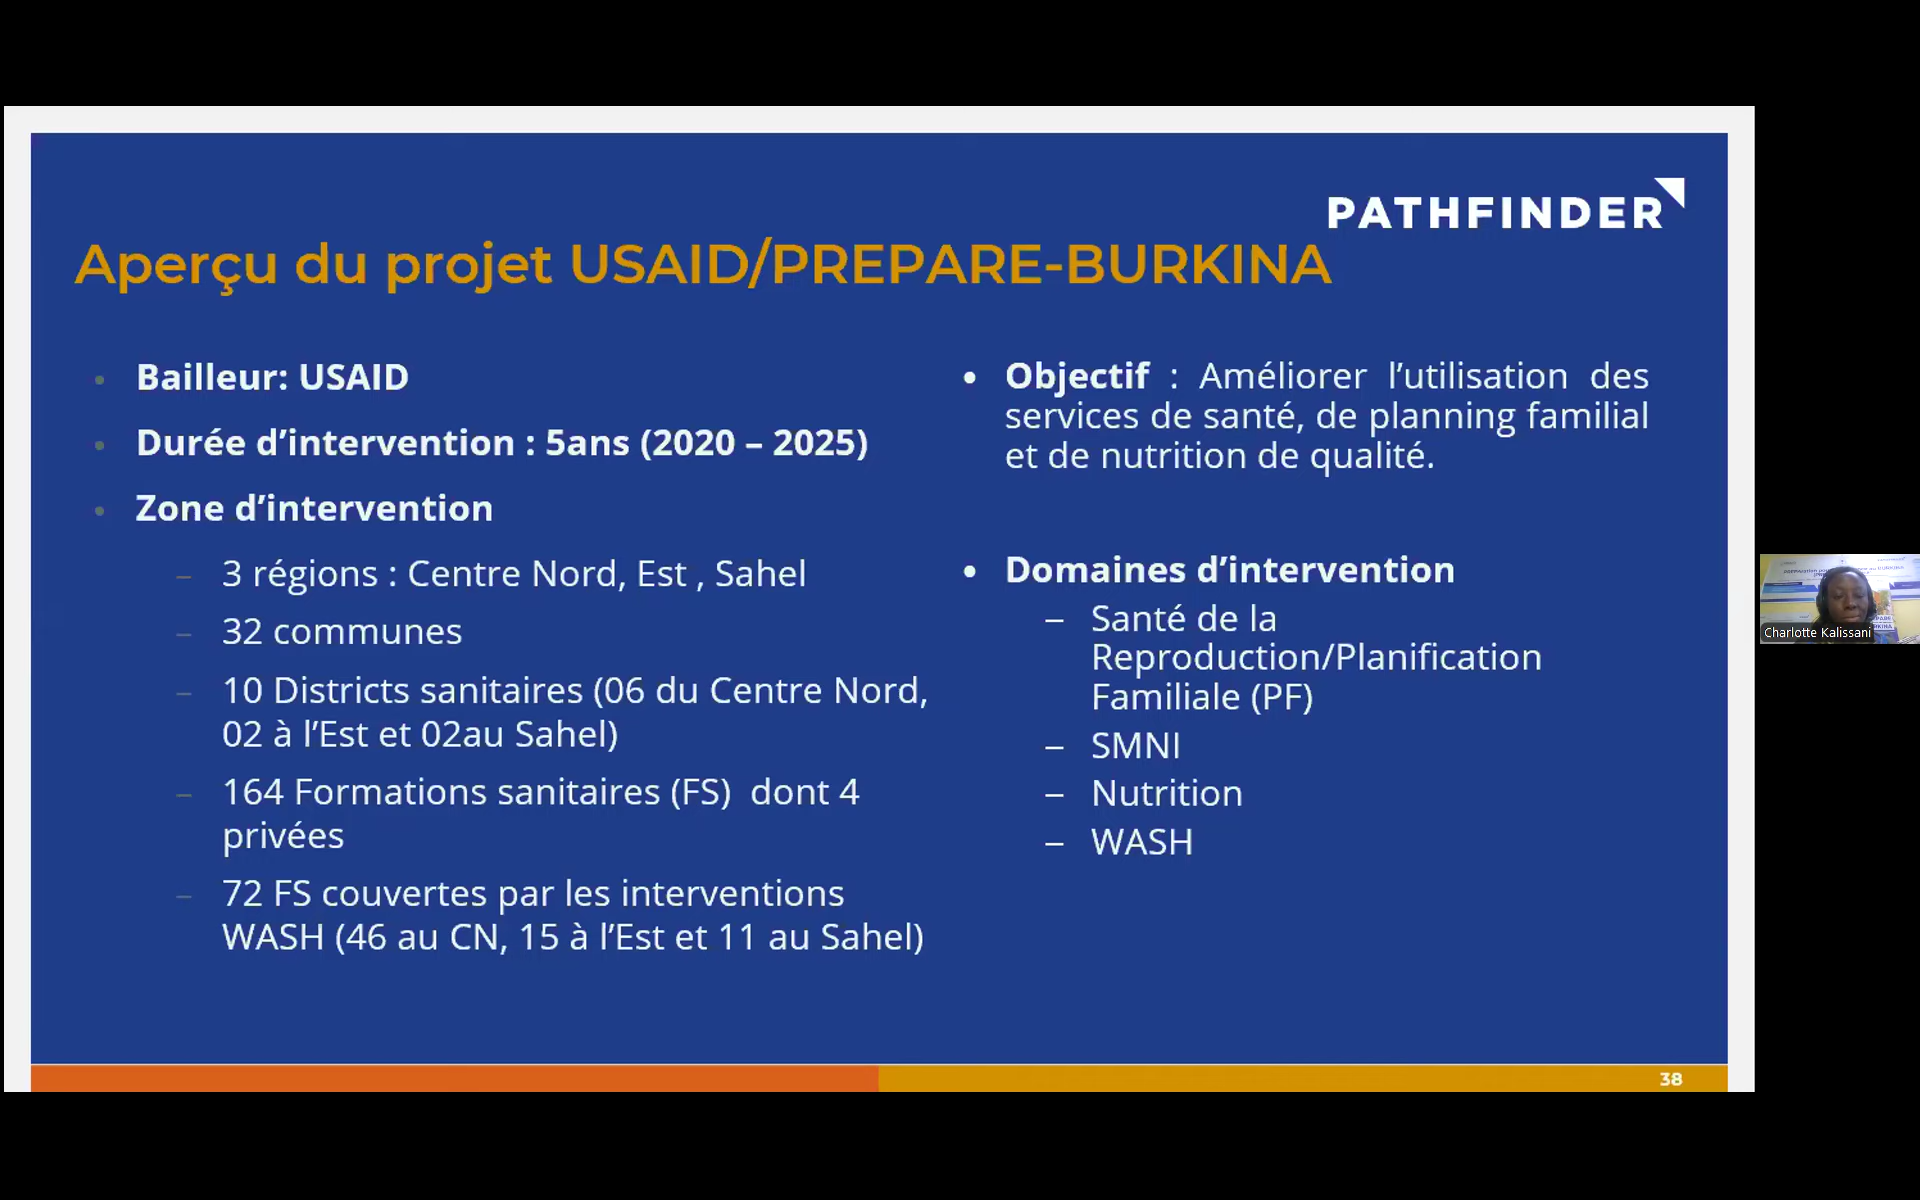 PATHFINDER
Aperçu du projet USAID/PREPARE-BURKINA
• Bailleur: USAID
• Durée d’intervention : 5ans (2020 – 2025)
• Zone d’intervention
– 3 régions : Centre Nord, Est , Sahel
– 32 communes
– 10 Districts sanitaires (06 du Centre Nord,
02 à l’Est et 02au Sahel)
– 164 Formations sanitaires (FS) dont 4
privées
– 72 FS couvertes par les interventions
WASH (46 au CN, 15 à l’Est et 11 au Sahel)
• Objectif : Améliorer l’utilisation des
services de santé, de planning familial
et de nutrition de qualité.
• Domaines d’intervention
– Santé de la
Reproduction/Planification
Familiale (PF)
– SMNI
– Nutrition
– WASH
38
Charlotte Kalissani